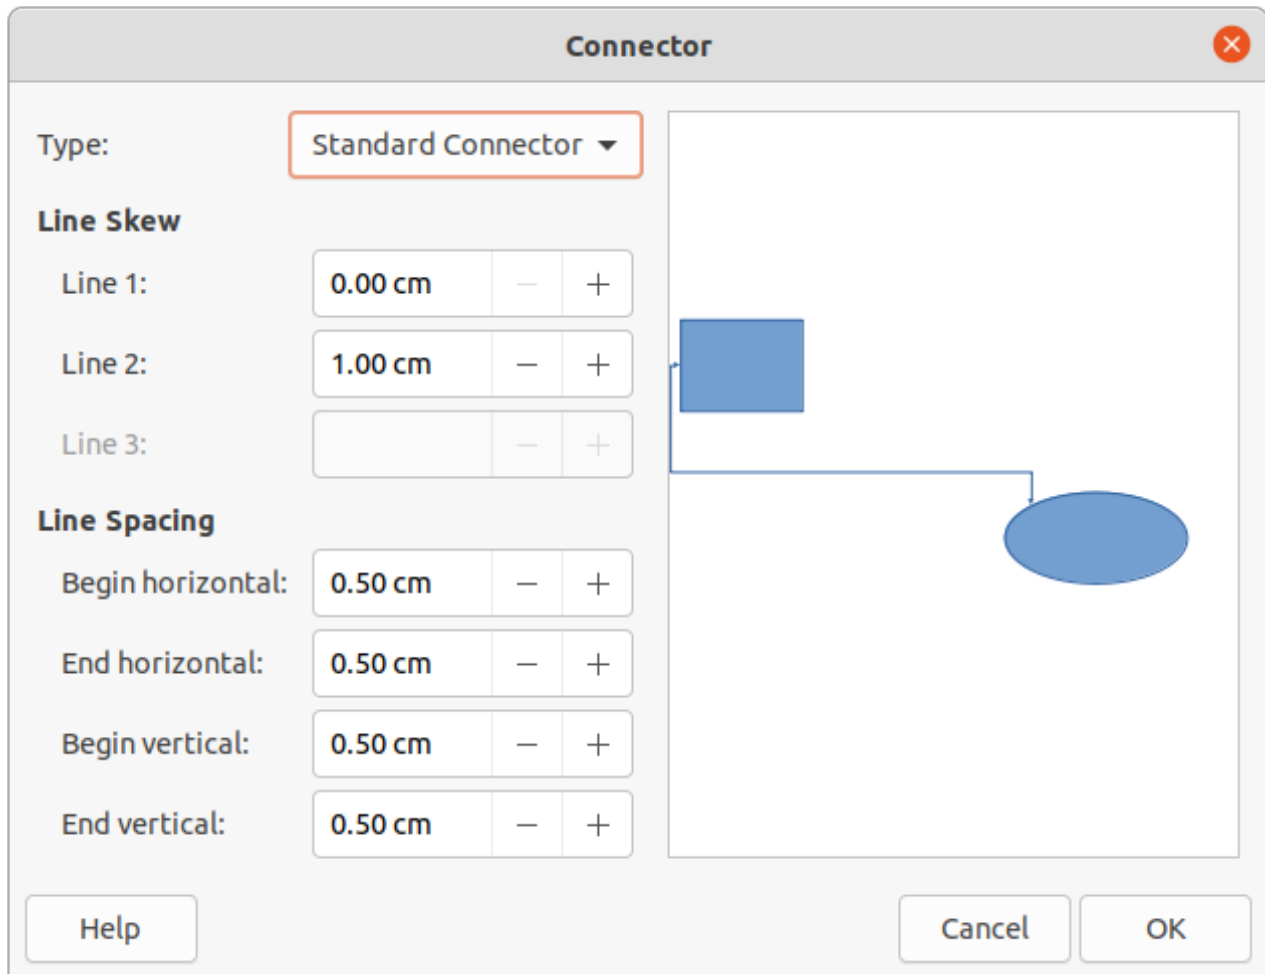 Connector
Type: Standard Connector
Line Skew
Line 1: 0.00 cm
Line 2: 1.00 cm
Line 3:
Line Spacing
Begin horizontal: 0.50 cm
End horizontal: 0.50 cm
Begin vertical: 0.50 cm
End vertical: 0.50 cm
Help Cancel OK